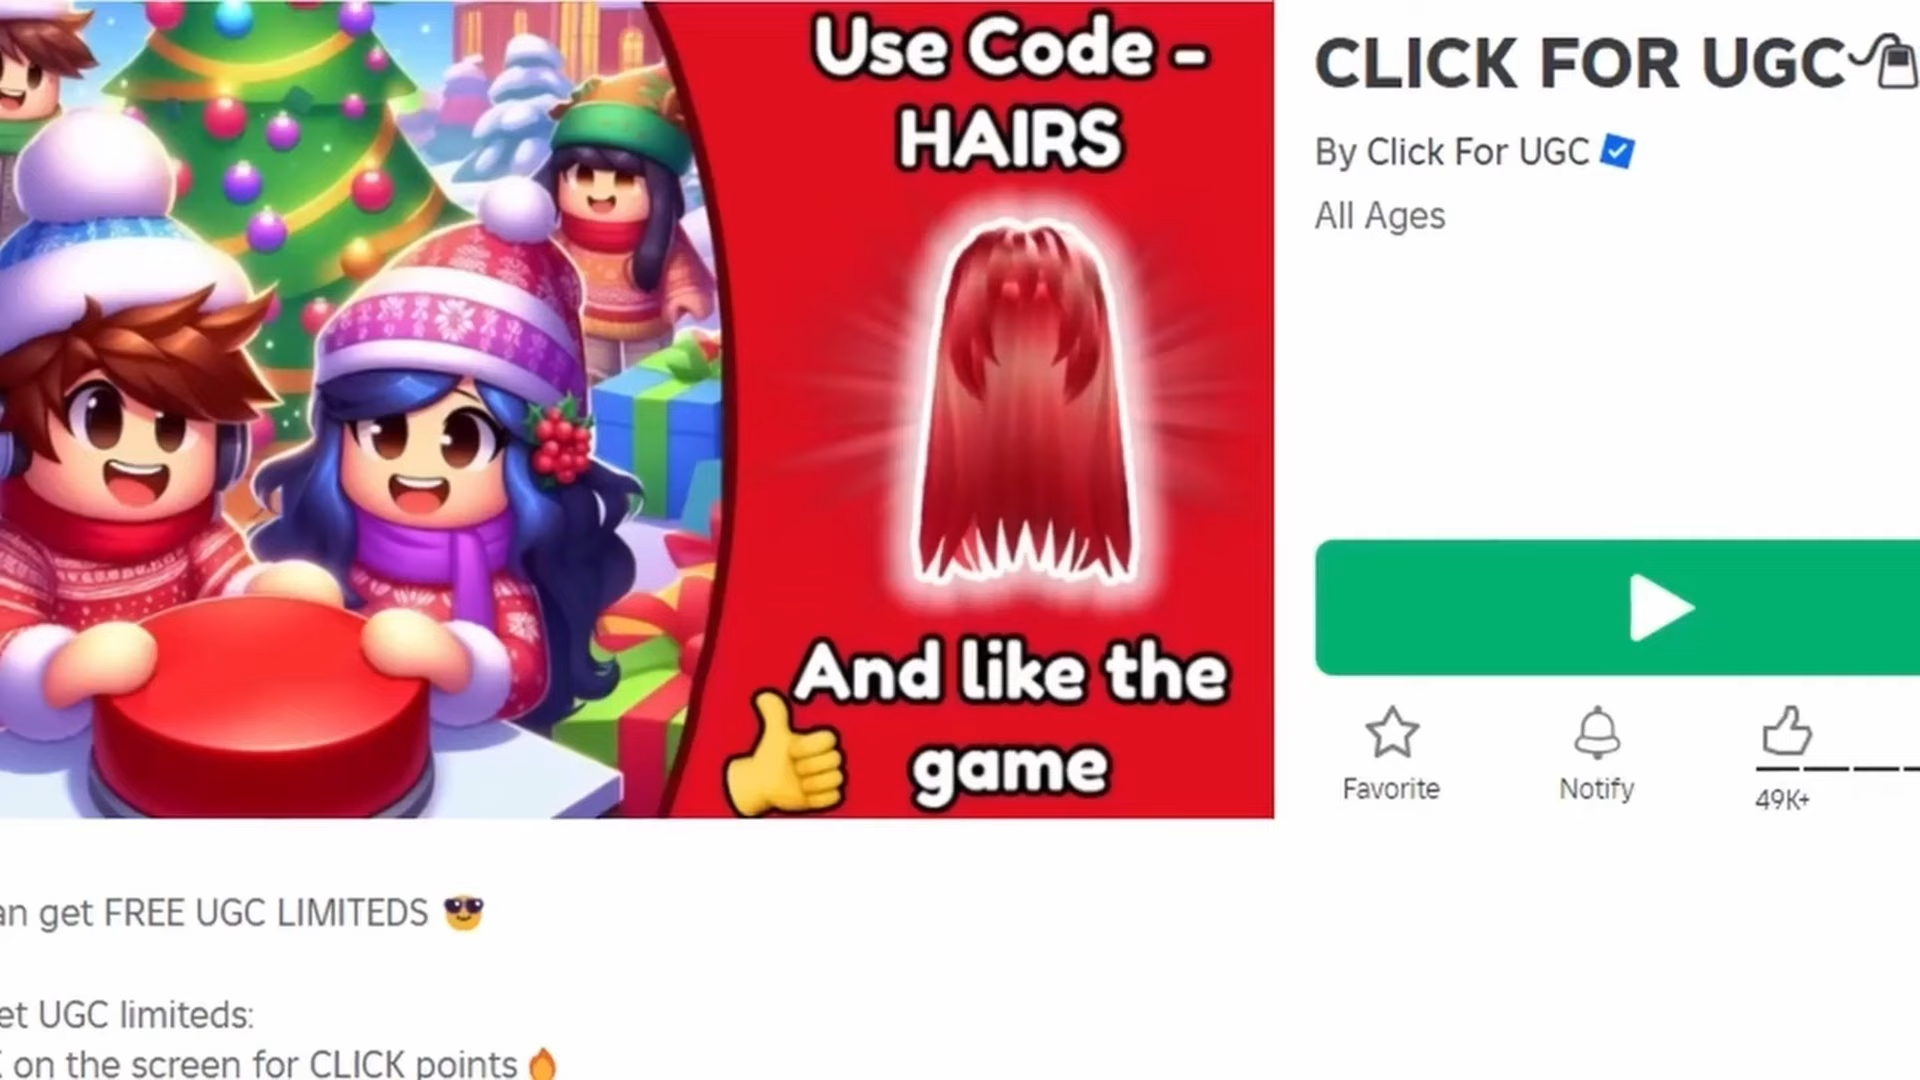 Use Code -
HAIRS
And like the
game
CLICK FOR UGC
By Click For UGC
All Ages
Favorite
Notify
49K+
an get FREE UGC LIMITEDS 😎
et UGC limiteds:
on the screen for CLICK points 🔥